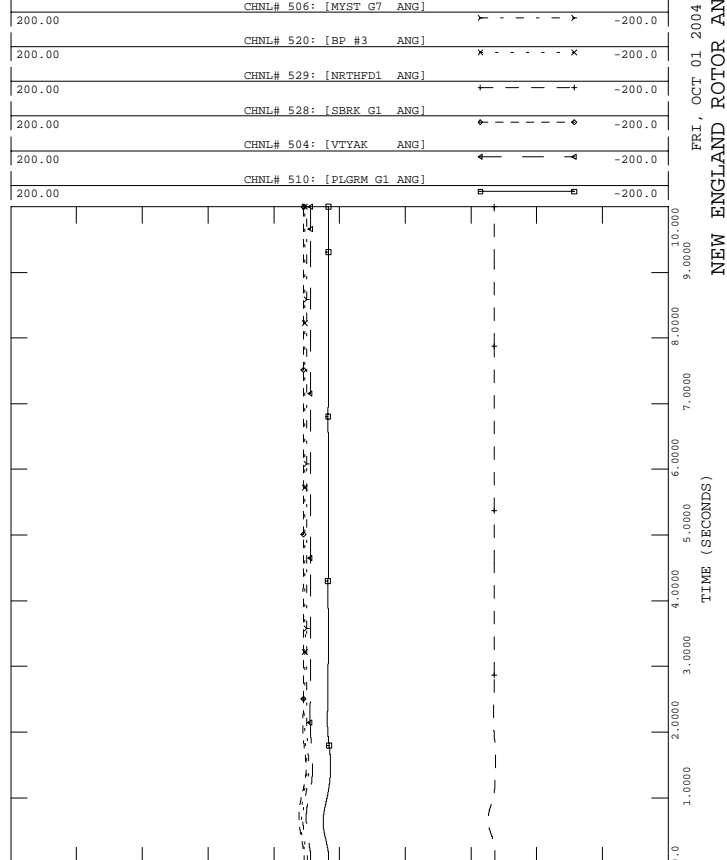 CHNL# 506: [MYST G7 ANG]
200.00 -200.0
CHNL# 520: [BP #3 ANG]
200.00 -200.0
CHNL# 529: [NRTHFD1 ANG]
200.00 -200.0
CHNL# 528: [SBRK G1 ANG]
200.00 -200.0
CHNL# 504: [VTYAK ANG]
200.00 -200.0
CHNL# 510: [PLGRM G1 ANG]
200.00 -200.0
FRI, OCT 01 2004
NEW ENGLAND ROTOR AN
10.000
9.0000
8.0000
7.0000
6.0000
5.0000
4.0000
3.0000
2.0000
1.0000
TIME (SECONDS)